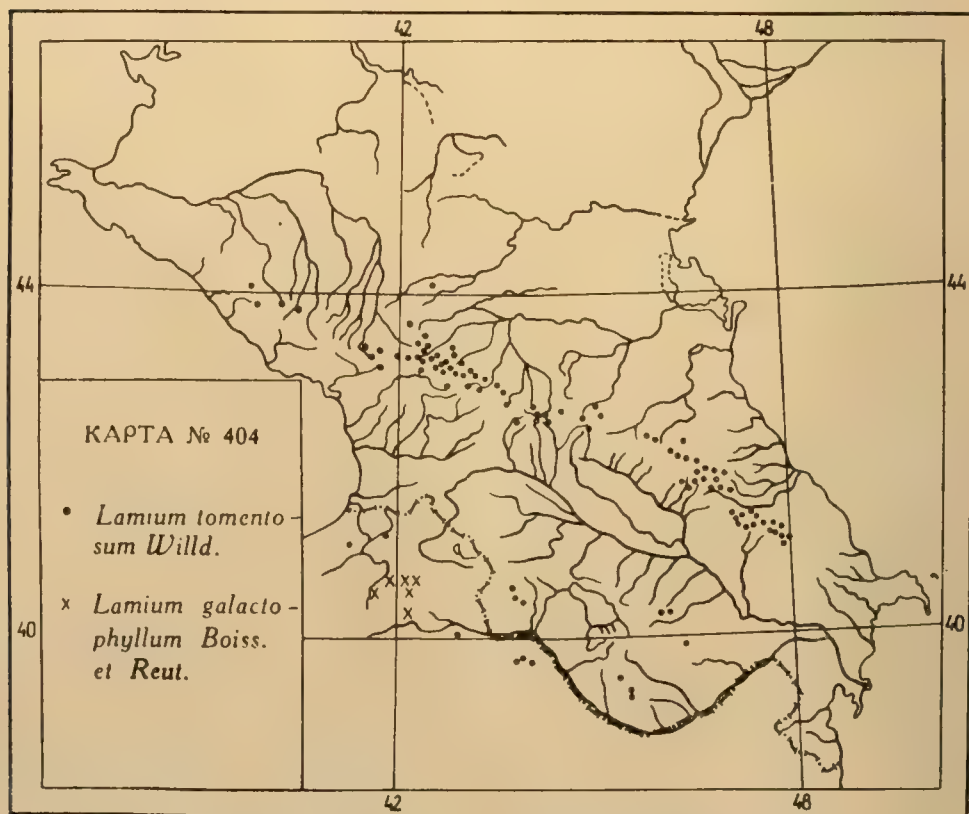 42 48
44 44
КАРТА № 404
• Lamium tomento-
sum Willd.
x Lamium galacto-
phyllum Boiss.
et Reut.
40 40
42 48